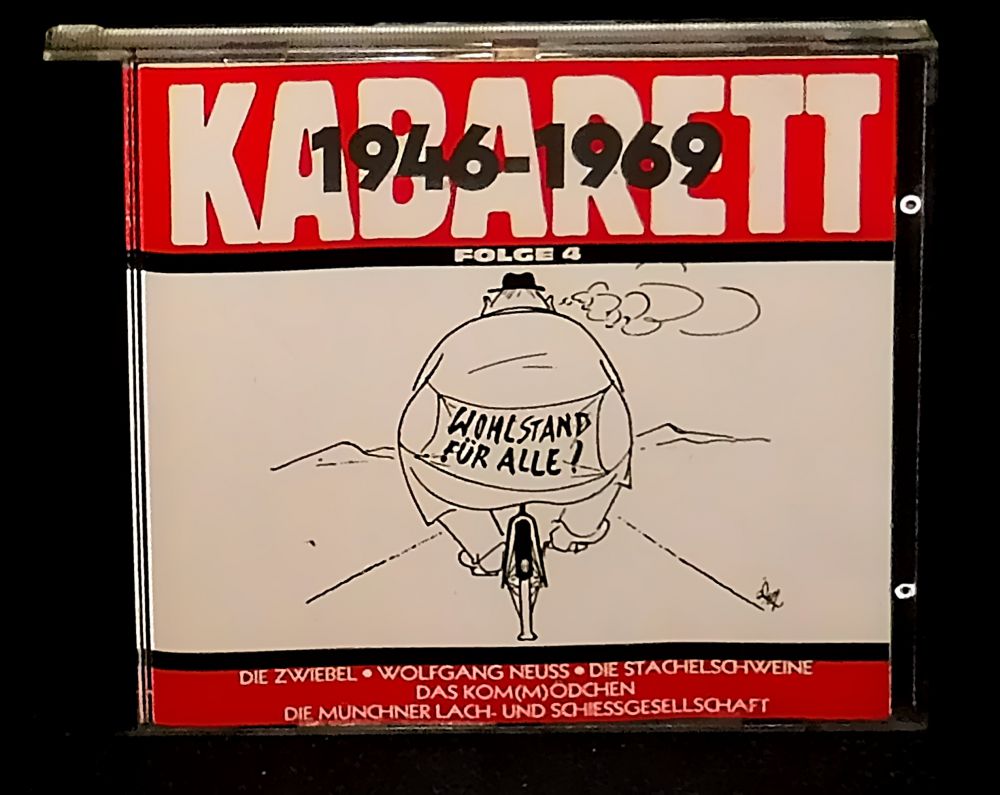 KABARETT
1946-1969
FOLGE 4
WOHLSTAND
FÜR ALLE?
DIE ZWIEBEL • WOLFGANG NEUSS • DIE STACHELSCHWEINE
DAS KOM(M)ÖDCHEN
DIE MÜNCHNER LACH- UND SCHIESSGESELLSCHAFT